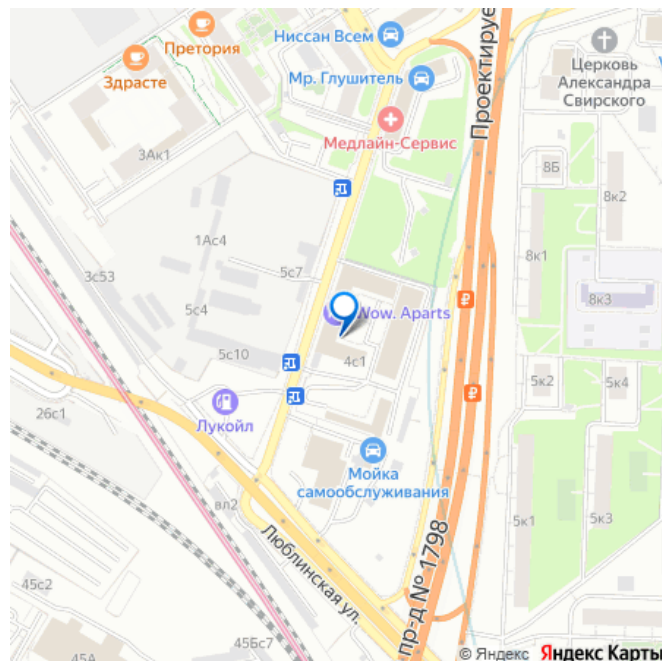 Ниссан Всем
Претория
Здрасте
Мр. Глушитель
Церковь
Александра
Свирского
Проектируе
Медлайн-Сервис
3Ак1
8Б
8к2
1Ас4
8к1
3с53
5с7
8к3
Wow. Aparts
5с4
5с10
4с1
5к2
5к4
26с1
Лукойл
Мойка
самообслуживания
вл2
5к1
5к3
Люблинская ул.
пр-д № 1798
45с2
45Бс7
45А
© Яндекс Яндекс Карты